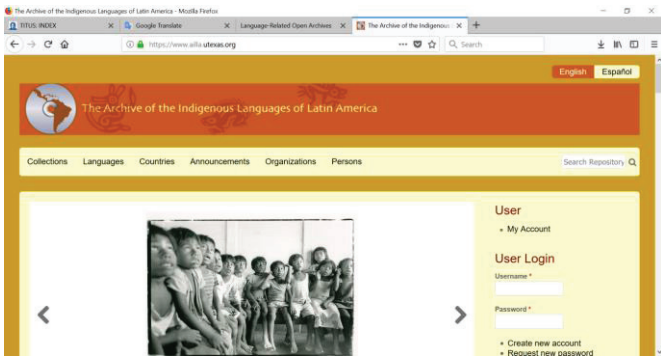 The Archive of the Indigenous Languages of Latin America - Mozilla Firefox
TITUS: INDEX
Google Translate
Language-Related Open Archives
The Archive of the Indigenous
https://www.ailla.utexas.org
Search
English Español
The Archive of the Indigenous Languages of Latin America
Collections Languages Countries Announcements Organizations Persons
Search Repository
User
My Account
User Login
Username *
Password *
Create new account
Request new password